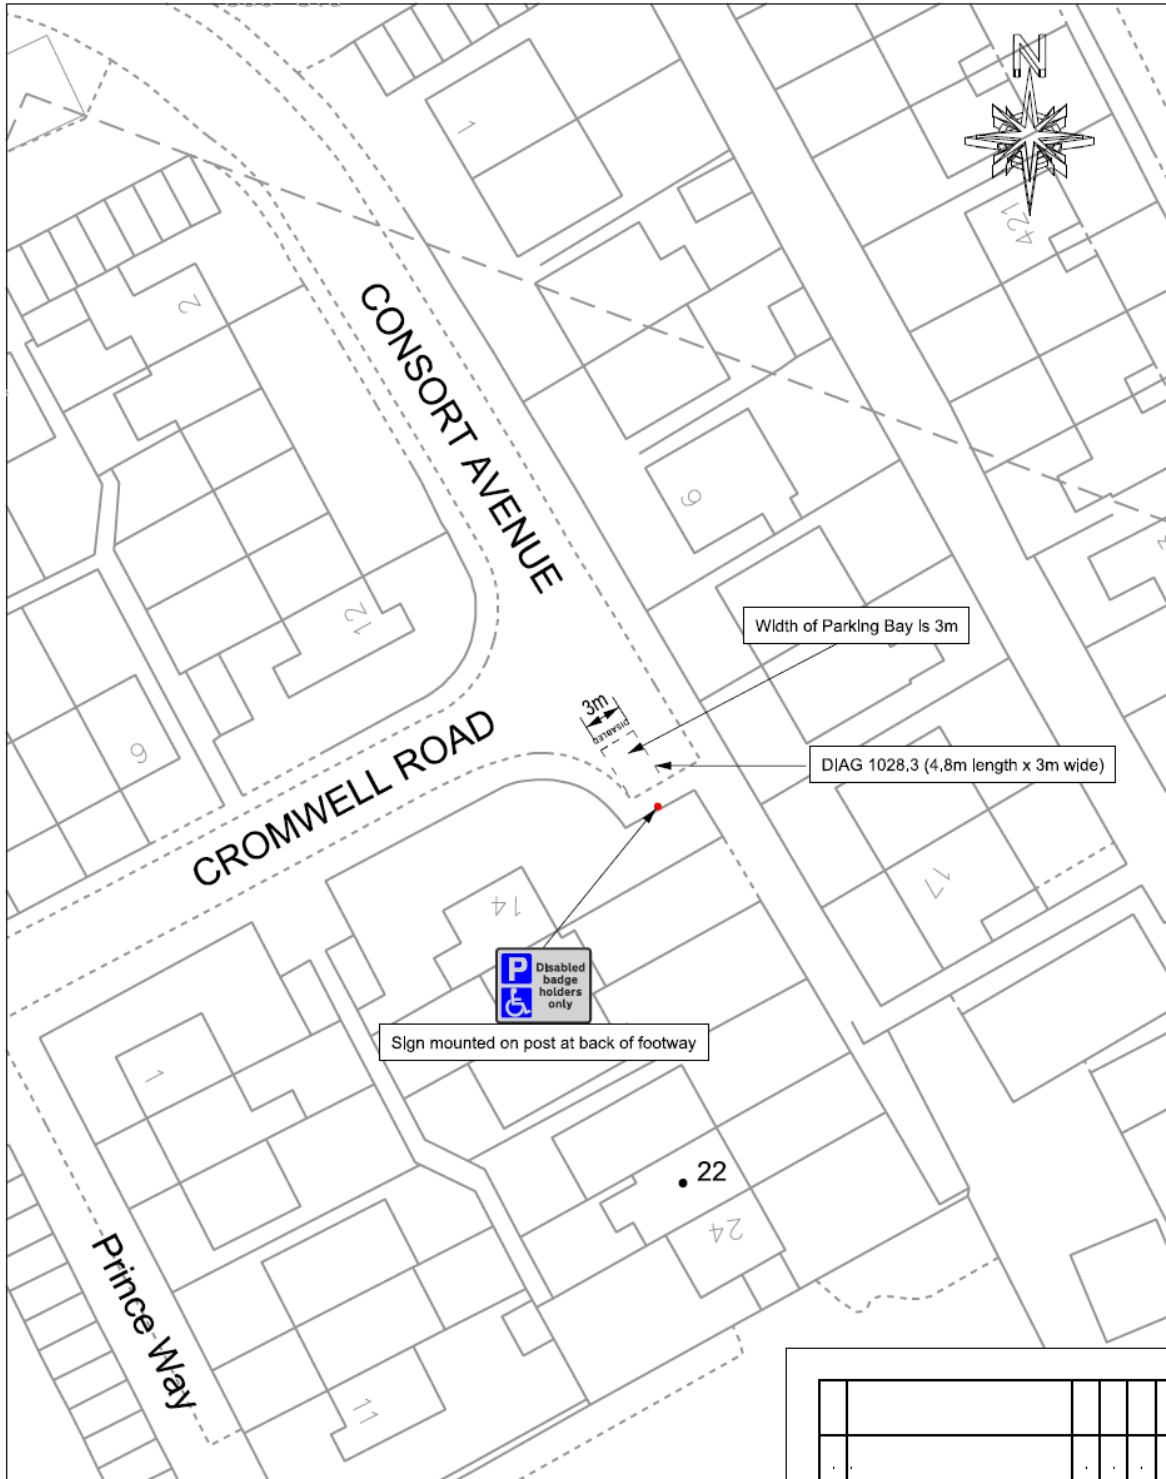 N
1
421
2
CONSORT AVENUE
9
Width of Parking Bay is 3m
12
3m
DISABLED
6
CROMWELL ROAD
DIAG 1028,3 (4,8m length x 3m wide)
17
14
P Disabled
badge
holders
only
Sign mounted on post at back of footway
1
22
24
Prince Way
11